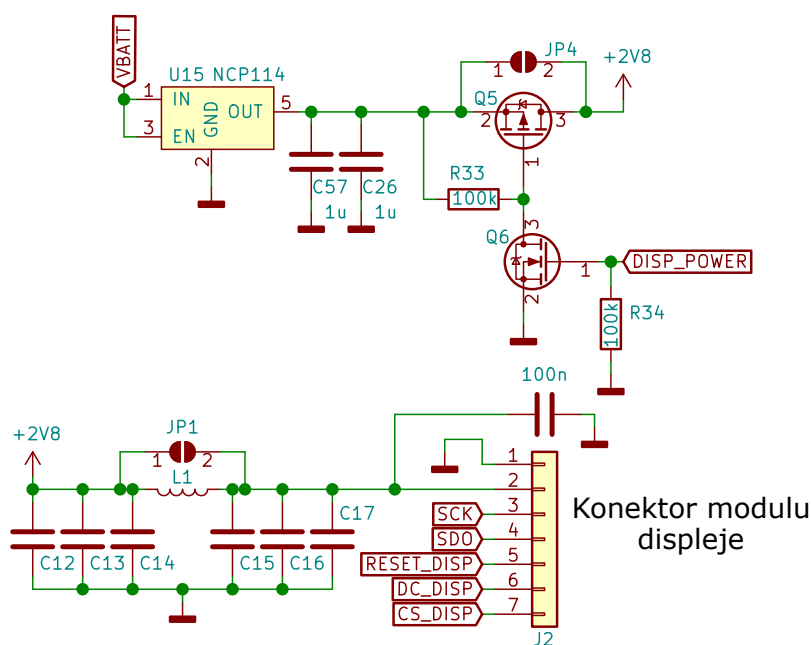 VBATT
U15 NCP114
1
IN
3
EN
GND
OUT
5
2
C57
1u
C26
1u
JP4
1
2
+2V8
Q5
2
3
1
R33
100k
Q6
3
1
2
DISP_POWER
100k
R34
100n
+2V8
JP1
1
2
L1
C12
C13
C14
C15
C16
C17
1
2
3
4
5
6
7
SCK
SDO
RESET_DISP
DC_DISP
CS_DISP
J2
Konektor modulu
displeje